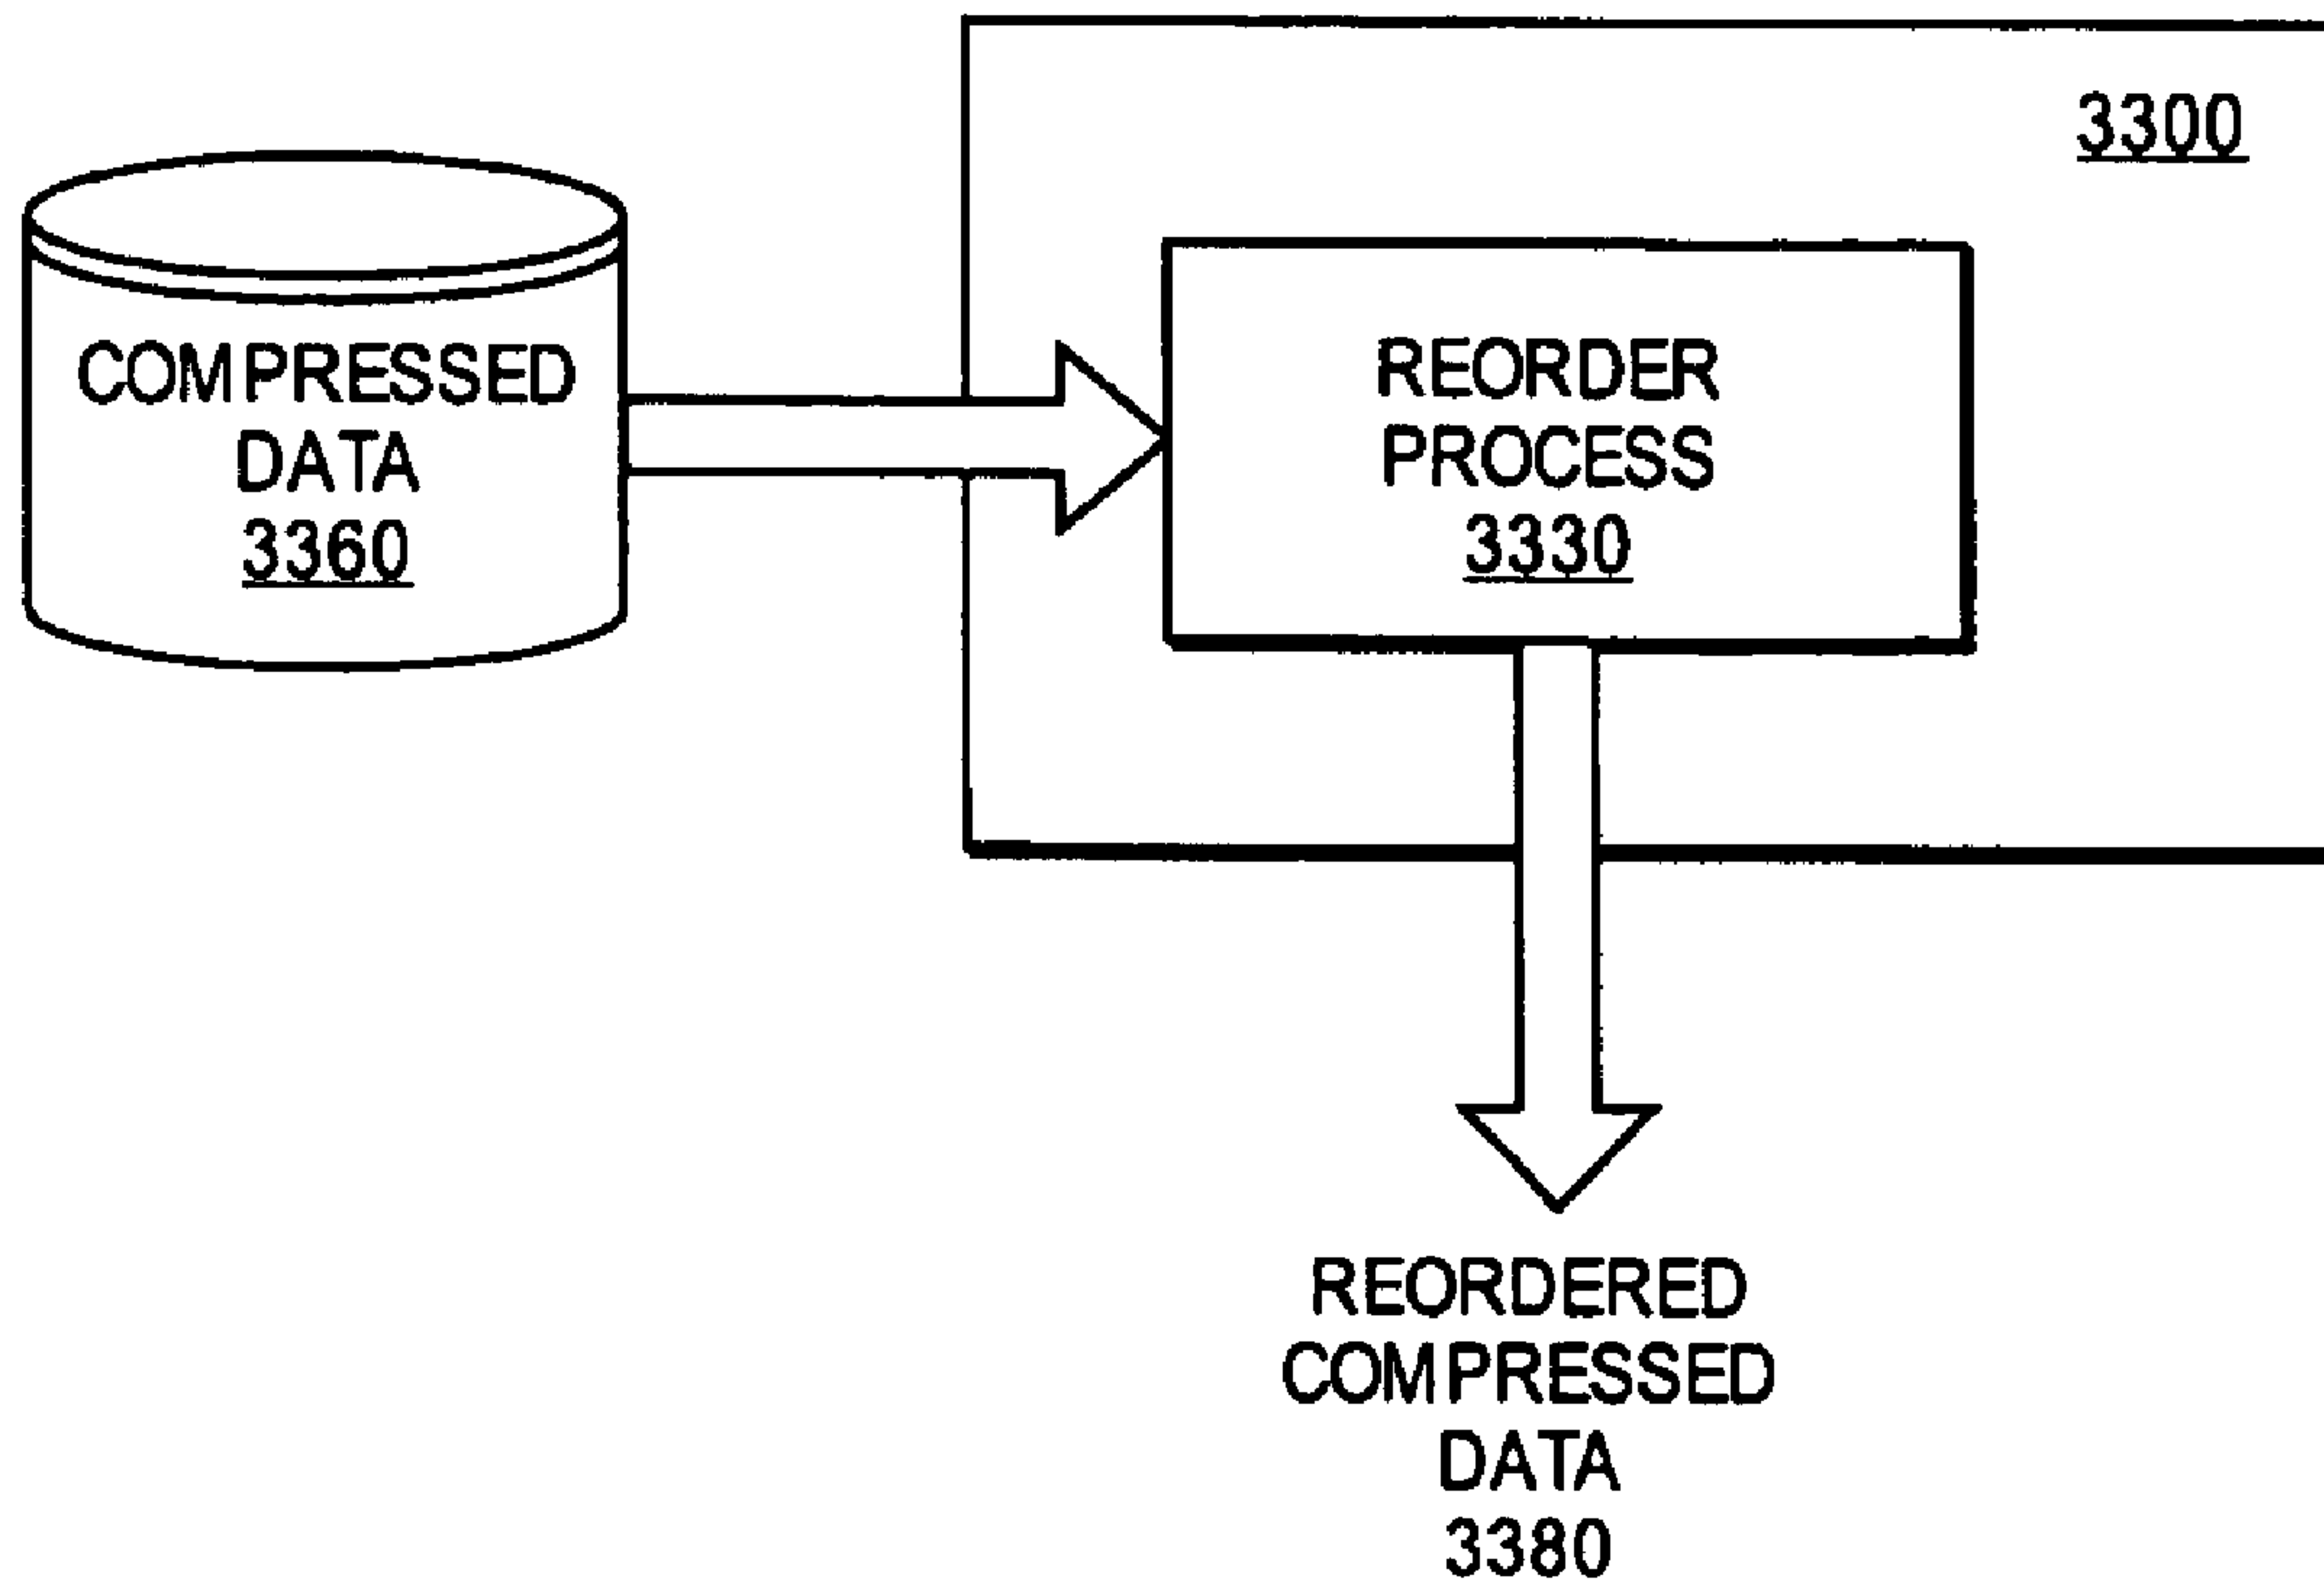 3300
COMPRESSED
DATA
3360
REORDER
PROCESS
3330
REORDERED
COMPRESSED
DATA
3380